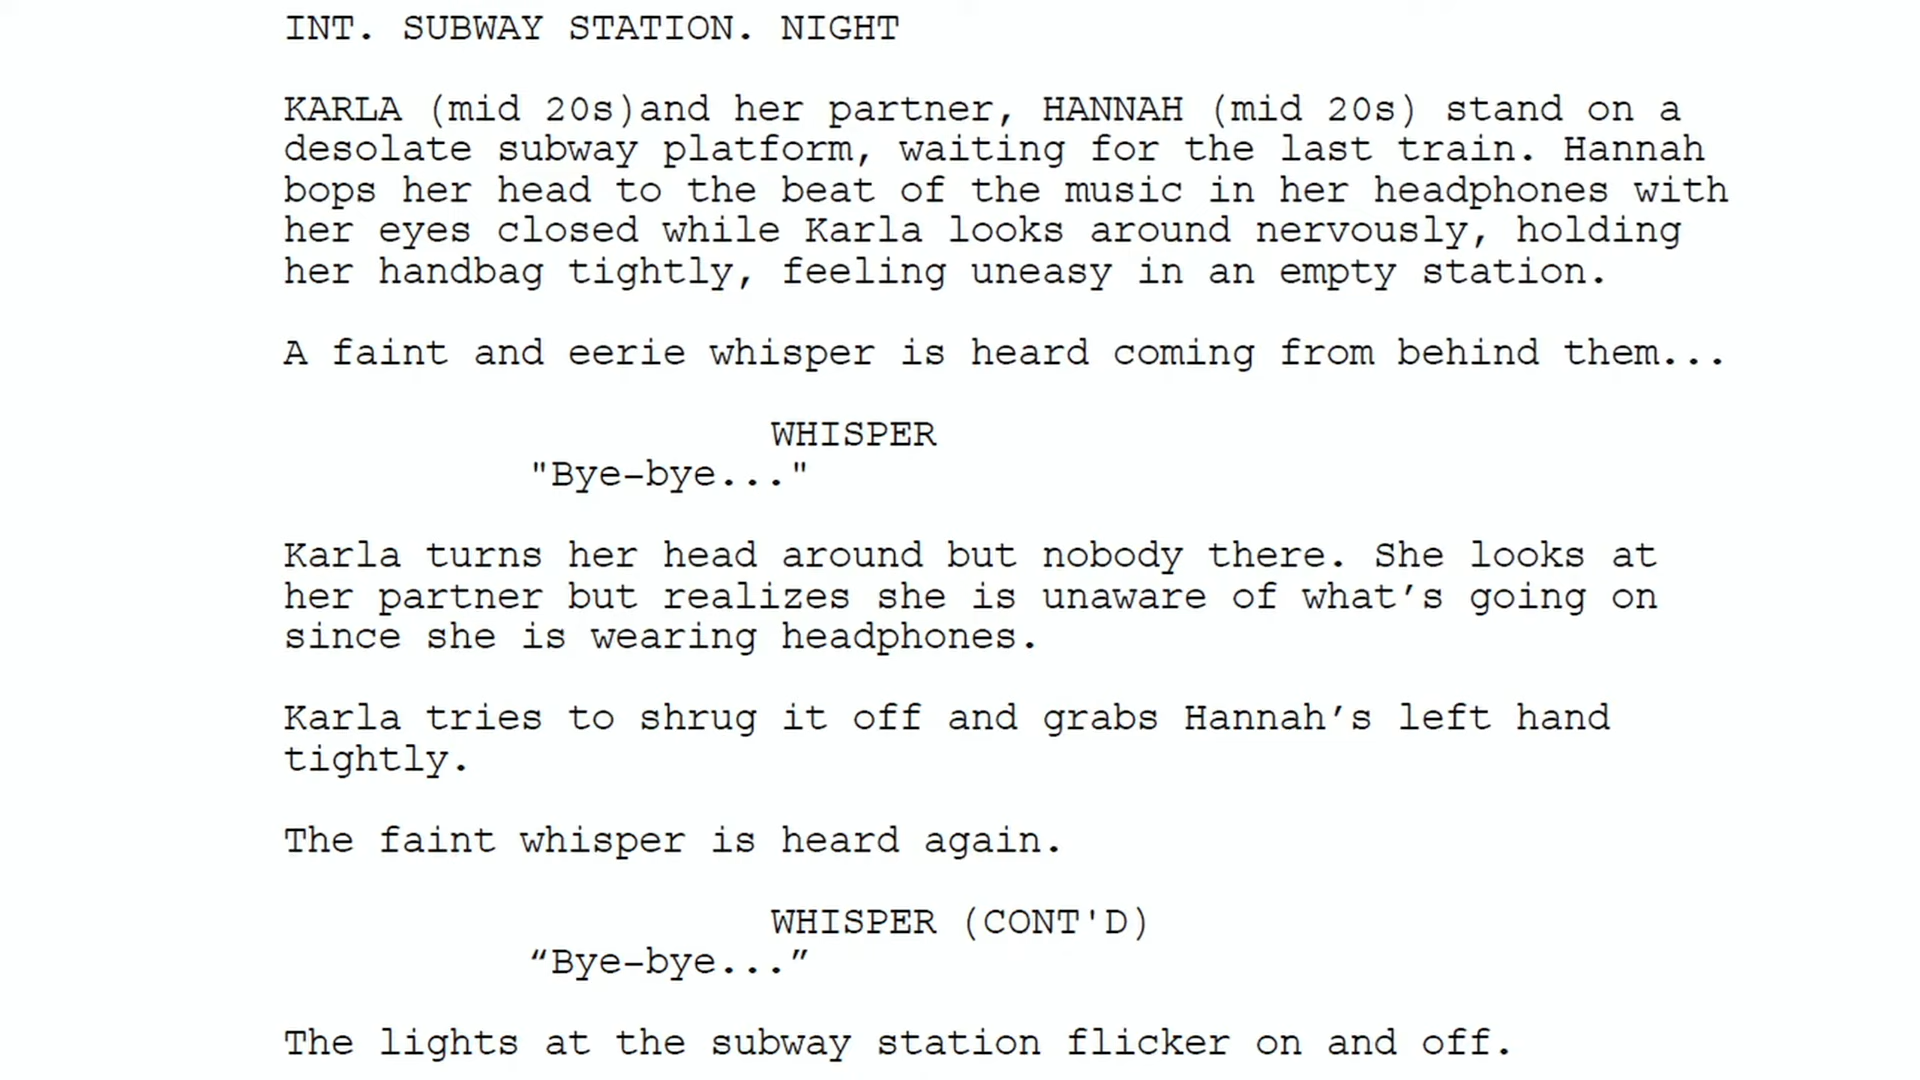 INT. SUBWAY STATION. NIGHT
KARLA (mid 20s)and her partner, HANNAH (mid 20s) stand on a
desolate subway platform, waiting for the last train. Hannah
bops her head to the beat of the music in her headphones with
her eyes closed while Karla looks around nervously, holding
her handbag tightly, feeling uneasy in an empty station.
A faint and eerie whisper is heard coming from behind them...
WHISPER
"Bye-bye..."
Karla turns her head around but nobody there. She looks at
her partner but realizes she is unaware of what’s going on
since she is wearing headphones.
Karla tries to shrug it off and grabs Hannah’s left hand
tightly.
The faint whisper is heard again.
WHISPER (CONT'D)
“Bye-bye...”
The lights at the subway station flicker on and off.